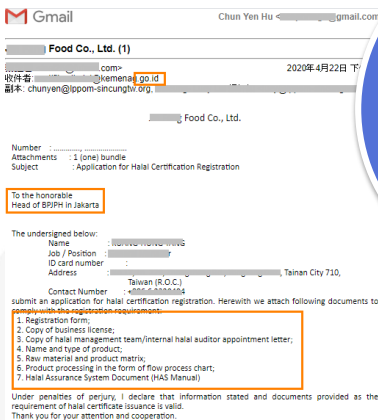 Gmail
Chun Yen Hu < gmail.com
Food Co., Ltd. (1)
.com>
2020年4月22日 下
收件者: @kemenag.go.id
副本: chunyen@lppom-sincungtw.org,
Food Co., Ltd.
Number : ............, .....................
Attachments : 1 (one) bundle
Subject : Application for Halal Certification Registration
To the honorable
Head of BPJPH in Jakarta
The undersigned below:
Name :
Job / Position :
ID card number :
Address : , Tainan City 710,
Taiwan (R.O.C.)
Contact Number :
submit an application for halal certification registration. Herewith we attach following documents to
comply with the registration requirement:
1. Registration form;
2. Copy of business license;
3. Copy of halal management team/internal halal auditor appointment letter;
4. Name and type of product;
5. Raw material and product matrix;
6. Product processing in the form of flow process chart;
7. Halal Assurance System Document (HAS Manual)
Under penalties of perjury, I declare that information stated and documents provided as the
requirement of halal certificate issuance is valid.
Thank you for your attention and cooperation.